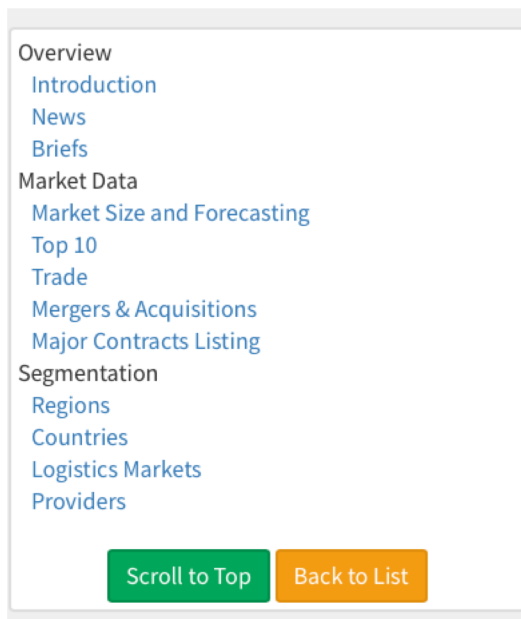 Overview
Introduction
News
Briefs
Market Data
Market Size and Forecasting
Top 10
Trade
Mergers & Acquisitions
Major Contracts Listing
Segmentation
Regions
Countries
Logistics Markets
Providers
Scroll to Top
Back to List